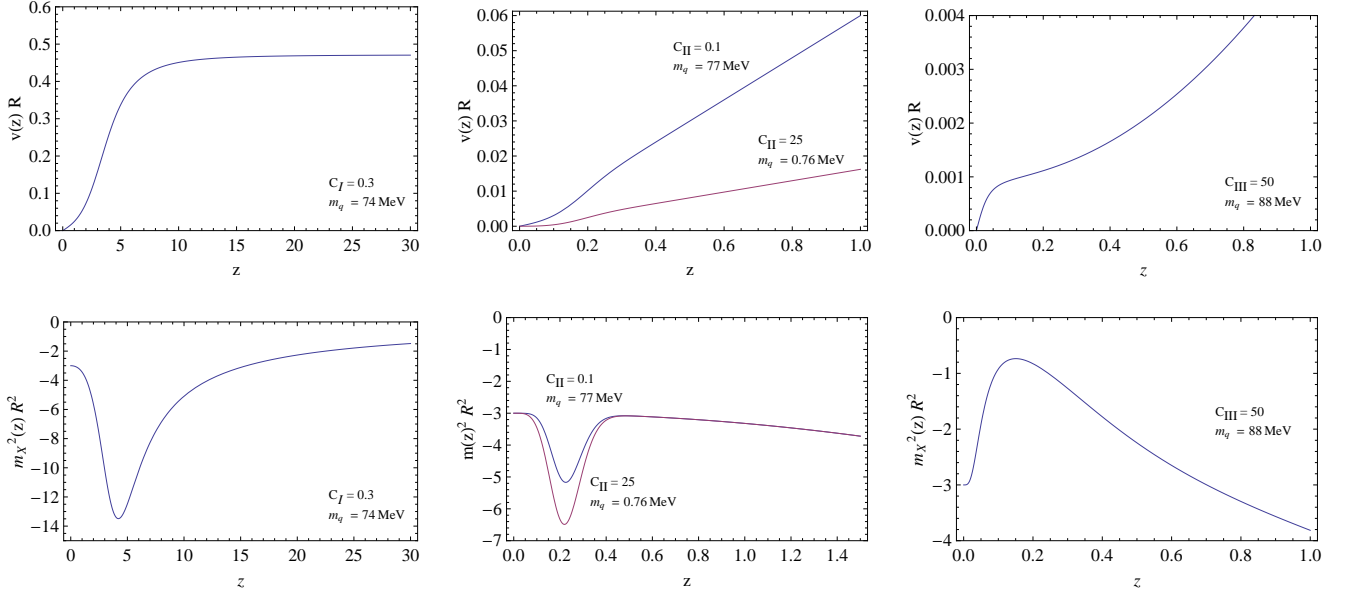 0.6
0.5
0.4
0.3
0.2
0.1
0.0
v(z) R
0 5 10 15 20 25 30
z
C_I = 0.3
m_q = 74 MeV
0.06
0.05
0.04
0.03
0.02
0.01
0.00
v(z) R
0.0 0.2 0.4 0.6 0.8 1.0
z
C_II = 0.1
m_q = 77 MeV
C_II = 25
m_q = 0.76 MeV
0.004
0.003
0.002
0.001
0.000
v(z) R
0.0 0.2 0.4 0.6 0.8 1.0
z
C_III = 50
m_q = 88 MeV
0
−2
−4
−6
−8
−10
−12
−14
m_X^2(z) R^2
0 5 10 15 20 25 30
z
C_I = 0.3
m_q = 74 MeV
0
−1
−2
−3
−4
−5
−6
−7
m(z)^2 R^2
0.0 0.2 0.4 0.6 0.8 1.0 1.2 1.4
z
C_II = 0.1
m_q = 77 MeV
C_II = 25
m_q = 0.76 MeV
0
−1
−2
−3
−4
m_X^2(z) R^2
0.0 0.2 0.4 0.6 0.8 1.0
z
C_III = 50
m_q = 88 MeV